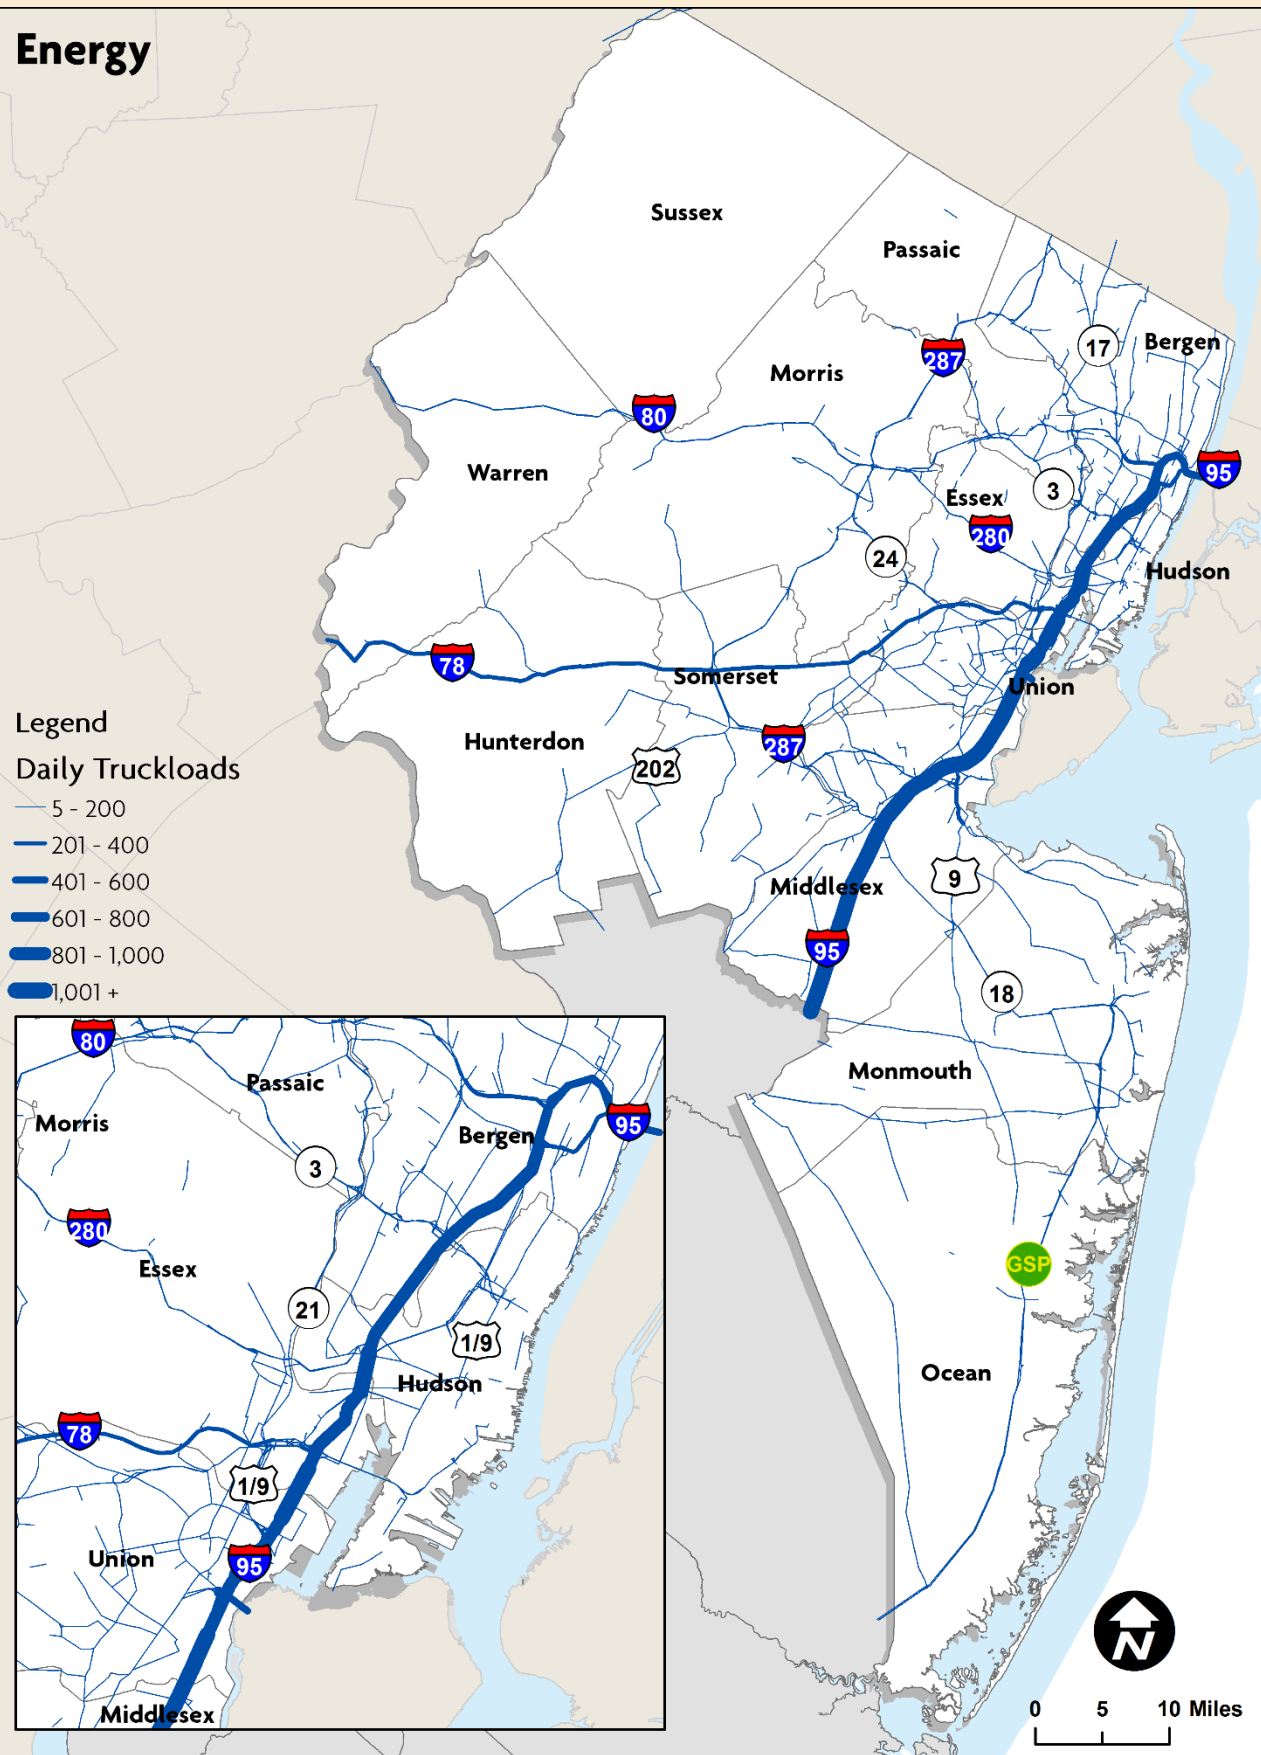 Energy
Sussex
Passaic
17
Bergen
287
Morris
80
Warren
95
Essex
3
280
24
Hudson
78
Somerset
Union
Legend
Hunterdon
287
202
Daily Truckloads
5 - 200
201 - 400
401 - 600
601 - 800
801 - 1,000
1,001 +
Middlesex
9
95
18
Monmouth
GSP
Ocean
N
0 5 10 Miles
80
Passaic
Morris
Bergen
95
3
280
Essex
21
1/9
Hudson
78
1/9
Union
95
Middlesex